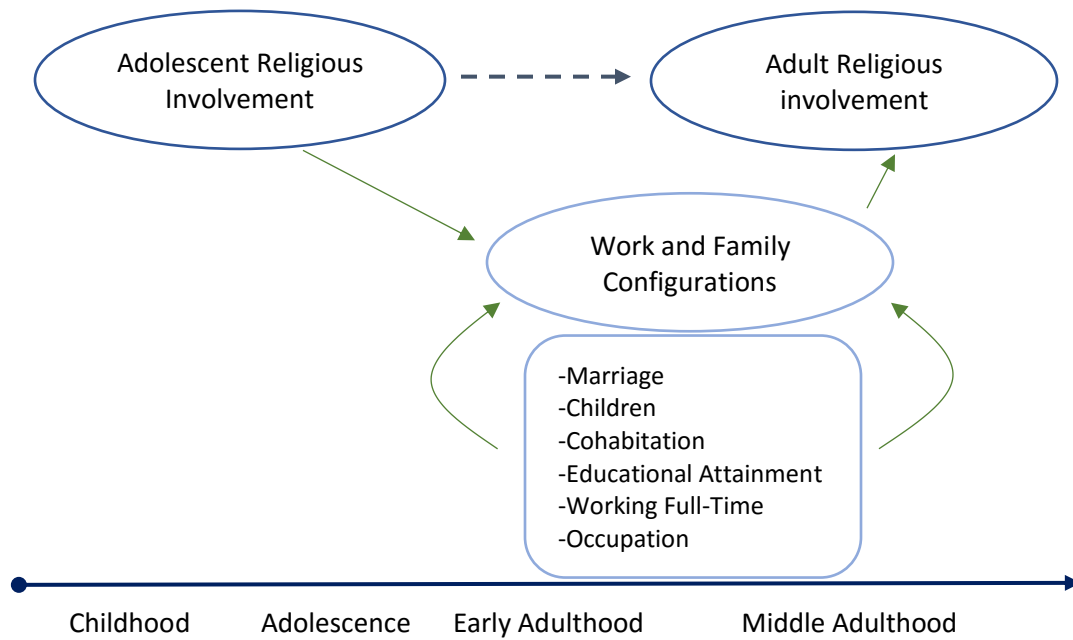 Adolescent Religious
Involvement
Adult Religious
involvement
Work and Family
Configurations
-Marriage
-Children
-Cohabitation
-Educational Attainment
-Working Full-Time
-Occupation
Childhood
Adolescence
Early Adulthood
Middle Adulthood